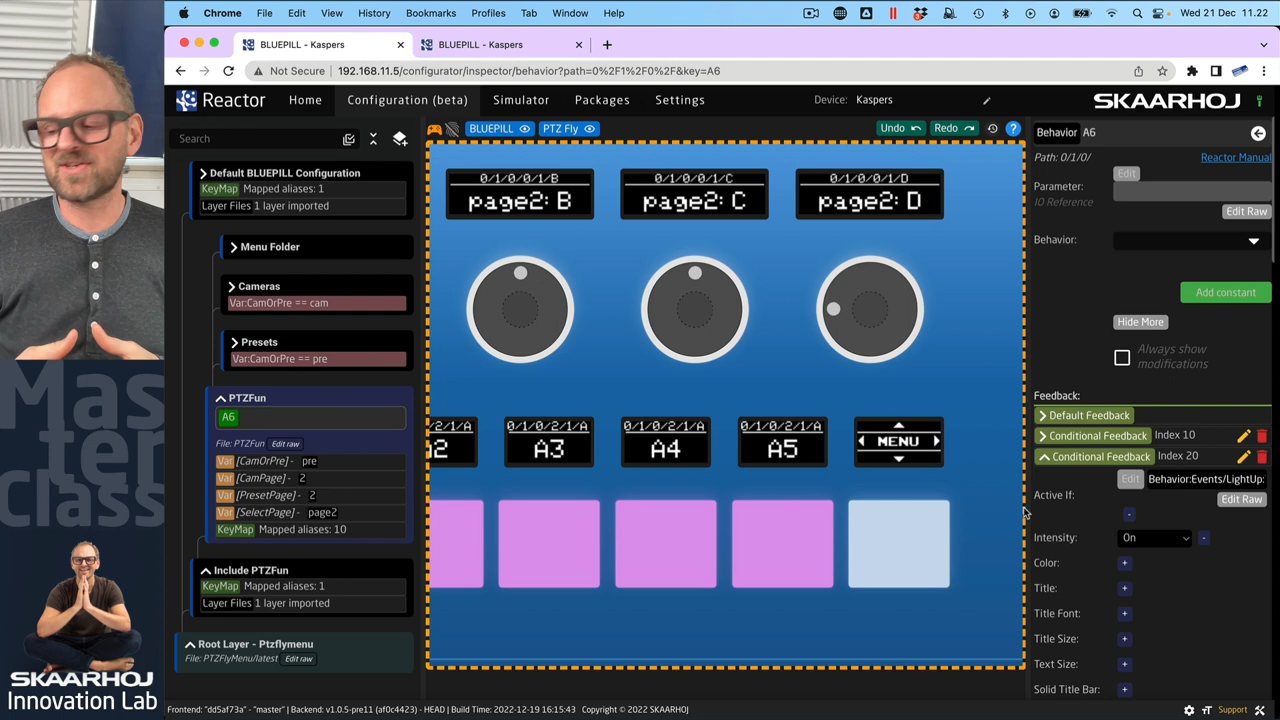 Chrome File Edit View History Bookmarks Profiles Tab Window Help Wed 21 Dec 11.22
BLUEPILL - Kaspers
BLUEPILL - Kaspers
Not Secure 192.168.11.5/configurator/inspector/behavior?path=0%2F1%2F0%2F&key=A6
Reactor Home Configuration (beta) Simulator Packages Settings Device: Kaspers SKAARHOJ
Search
BLUEPILL PTZ Fly Undo Redo ?
Behavior A6
Path: 0/1/0/ Reactor Manual
Parameter: Edit
IO Reference
Edit Raw
Behavior:
Add constant
Hide More
Always show
modifications
Feedback:
Default Feedback
Conditional Feedback Index 10
Conditional Feedback Index 20
Edit Behavior:Events/LightUp:
Active If: Edit Raw
-
Intensity: On -
Color: +
Title: +
Title Font: +
Title Size: +
Text Size: +
Solid Title Bar: +
Default BLUEPILL Configuration
KeyMap Mapped aliases: 1
Layer Files 1 layer imported
Menu Folder
Cameras
Var:CamOrPre == cam
Presets
Var:CamOrPre == pre
PTZFun
A6
File: PTZFun Edit raw
Var [CamOrPre] - pre
Var [CamPage] - 2
Var [PresetPage] - 2
Var [SelectPage] - page2
KeyMap Mapped aliases: 10
Include PTZFun
KeyMap Mapped aliases: 1
Layer Files 1 layer imported
Root Layer - Ptzflymenu
File: PTZFlyMenu/latest Edit raw
0/1/0/0/1/B
page2: B
0/1/0/0/1/C
page2: C
0/1/0/0/1/D
page2: D
0/1/0/2/1/A
A3
0/1/0/2/1/A
A4
0/1/0/2/1/A
A5
MENU
Master
Class
SKAARHOJ
Innovation Lab
Frontend: "dd5af73a" - "master" | Backend: v1.0.5-pre11 (af0c4423) - HEAD | Build Time: 2022-12-19 16:15:43 Copyright © 2022 SKAARHOJ
Support